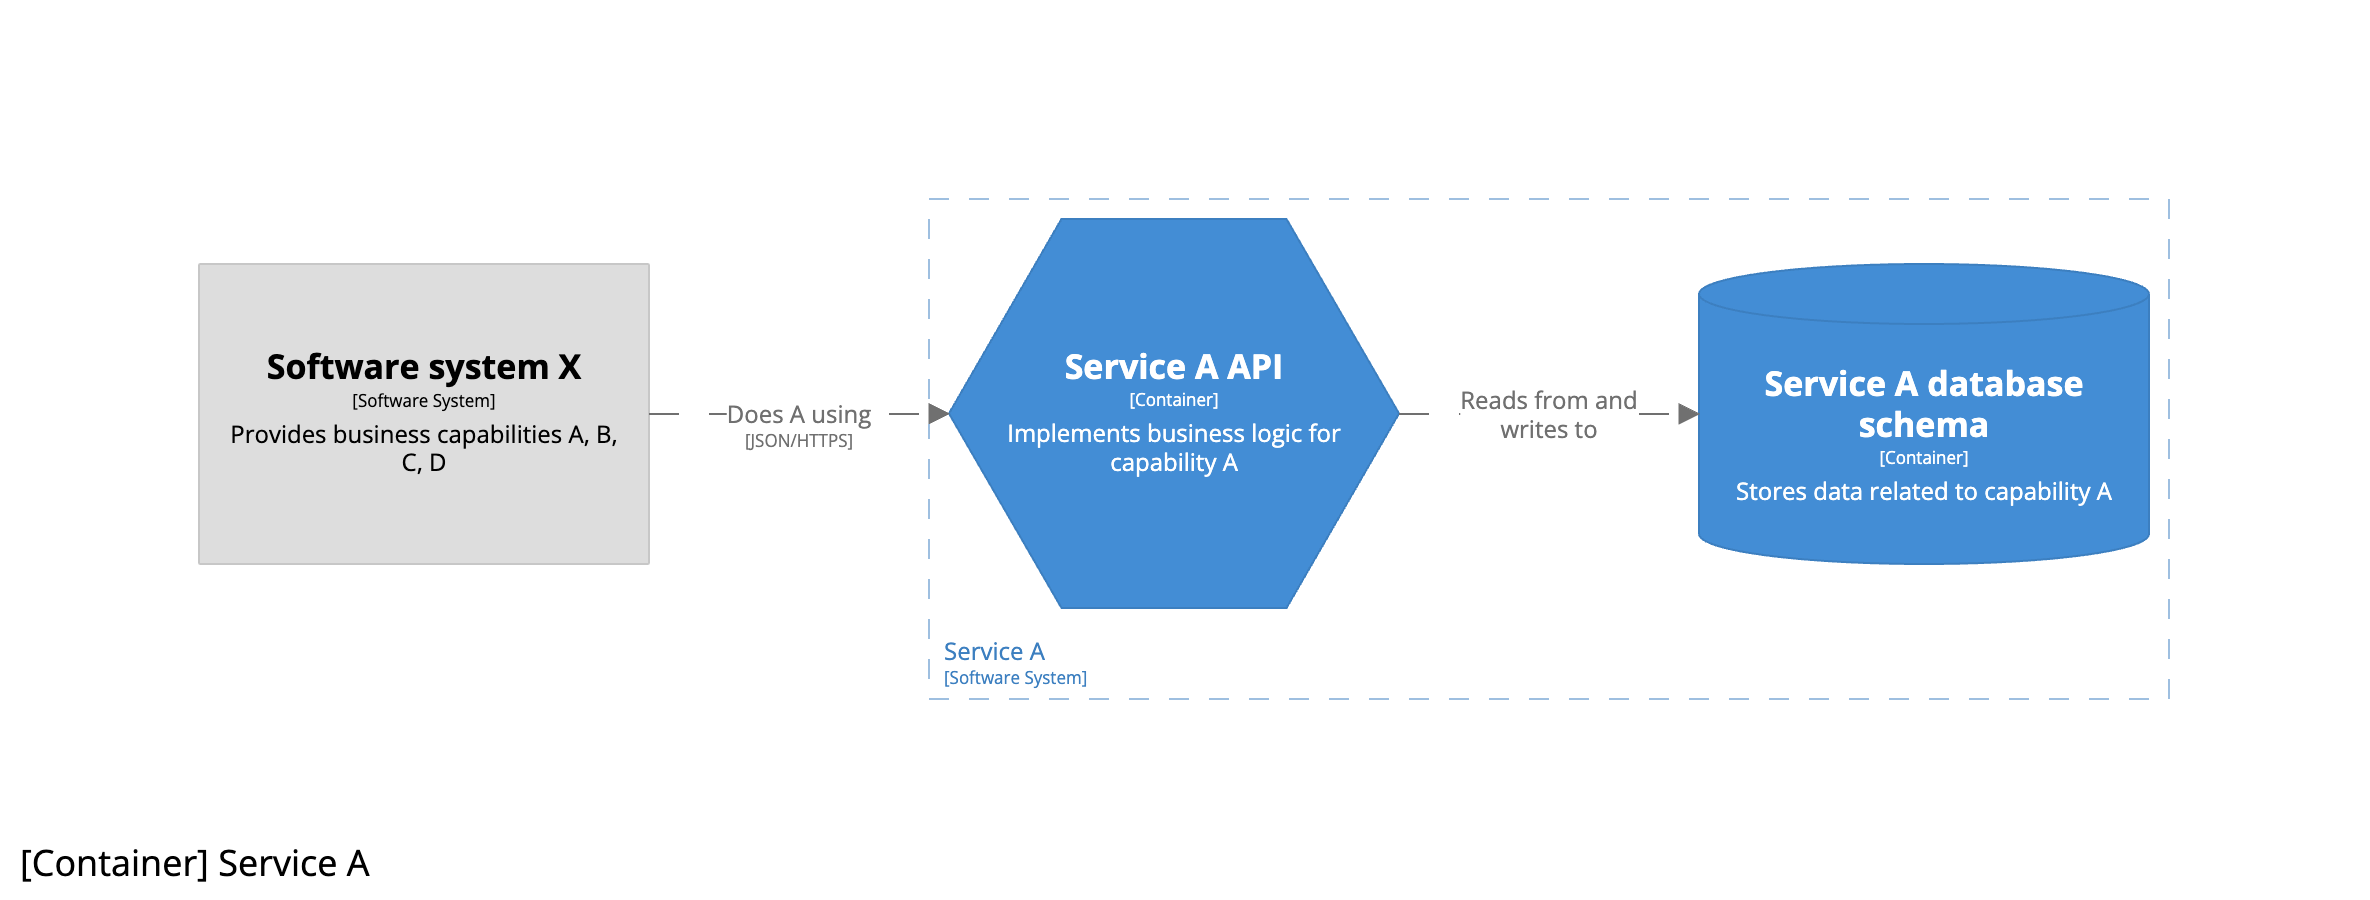 Software system X
[Software System]
Provides business capabilities A, B,
C, D
Does A using
[JSON/HTTPS]
Service A API
[Container]
Implements business logic for
capability A
Reads from and
writes to
Service A database
schema
[Container]
Stores data related to capability A
Service A
[Software System]
[Container] Service A